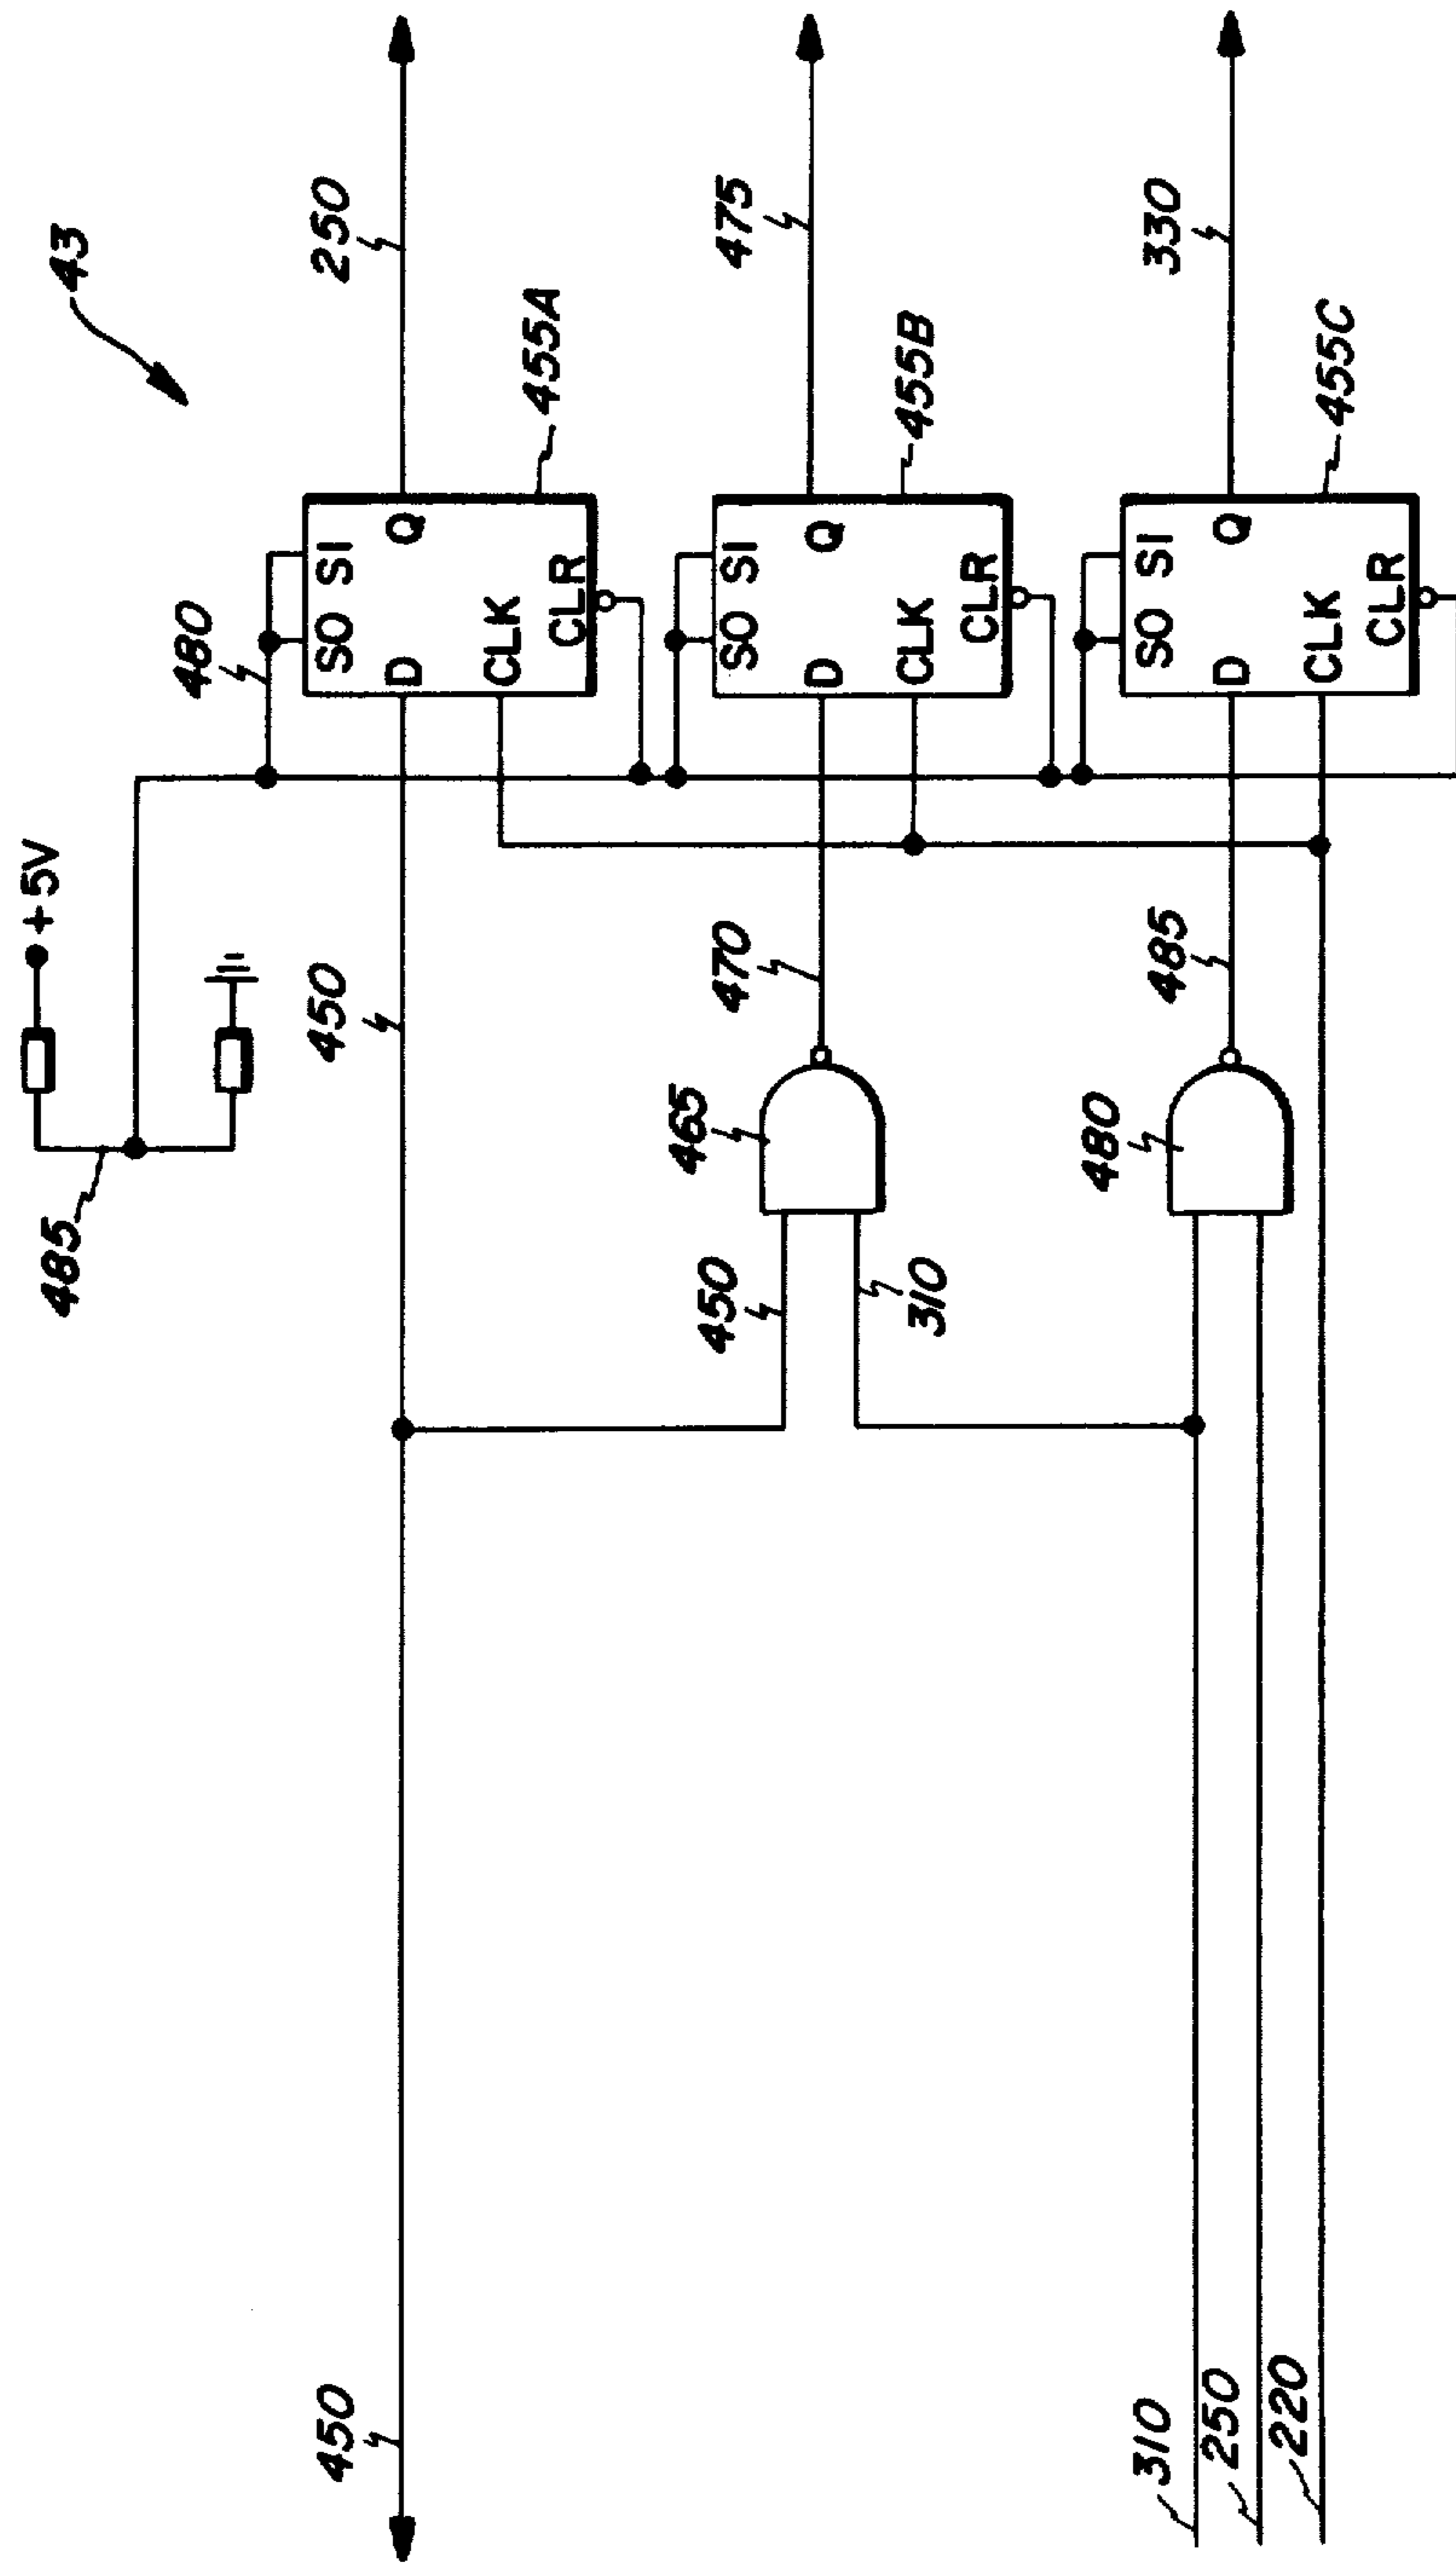 +5V
485
43
480
450
450
250
SO SI
D Q
CLK
455A
CLR
465
450
470
475
SO SI
D Q
CLK
455B
310
CLR
480
310
485
330
SO SI
250
D Q
220
CLK
455C
CLR